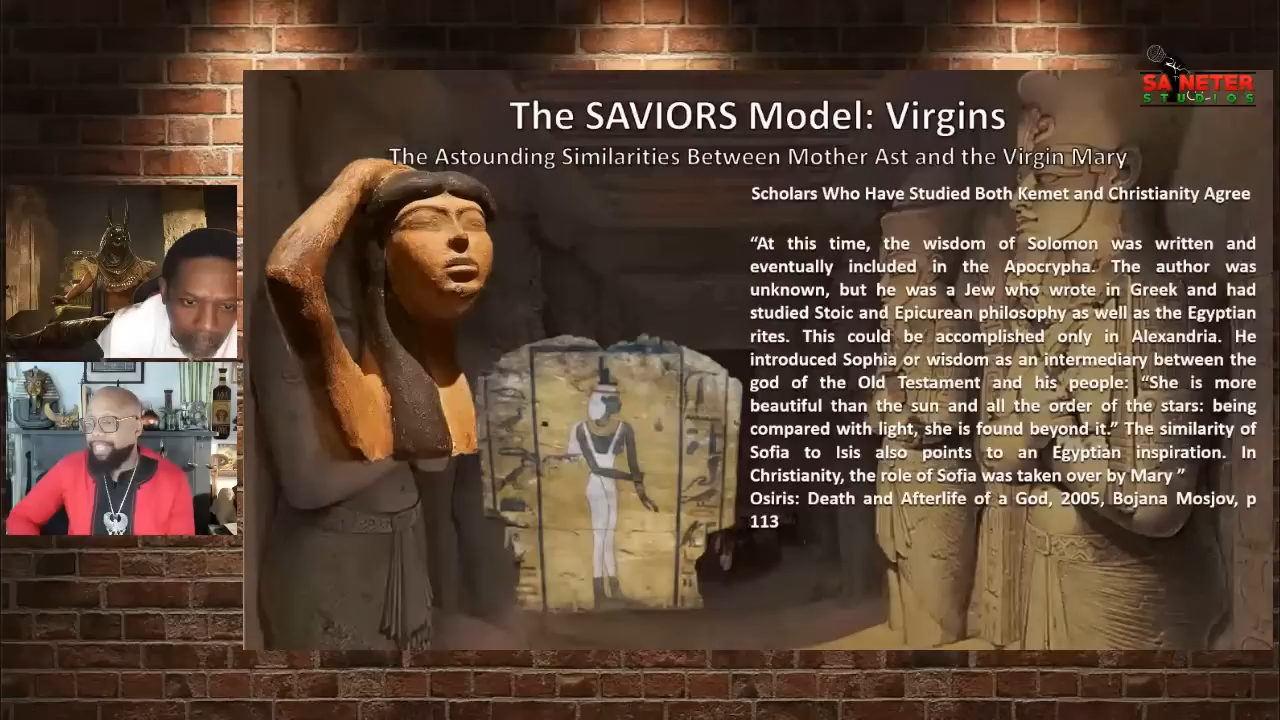 SA NETER
STUDIOS
The SAVIORS Model: Virgins
The Astounding Similarities Between Mother Ast and the Virgin Mary
Scholars Who Have Studied Both Kemet and Christianity Agree
“At this time, the wisdom of Solomon was written and
eventually included in the Apocrypha. The author was
unknown, but he was a Jew who wrote in Greek and had
studied Stoic and Epicurean philosophy as well as the Egyptian
rites. This could be accomplished only in Alexandria. He
introduced Sophia or wisdom as an intermediary between the
god of the Old Testament and his people: “She is more
beautiful than the sun and all the order of the stars: being
compared with light, she is found beyond it.” The similarity of
Sofia to Isis also points to an Egyptian inspiration. In
Christianity, the role of Sofia was taken over by Mary ”
Osiris: Death and Afterlife of a God, 2005, Bojana Mosjov, p
113